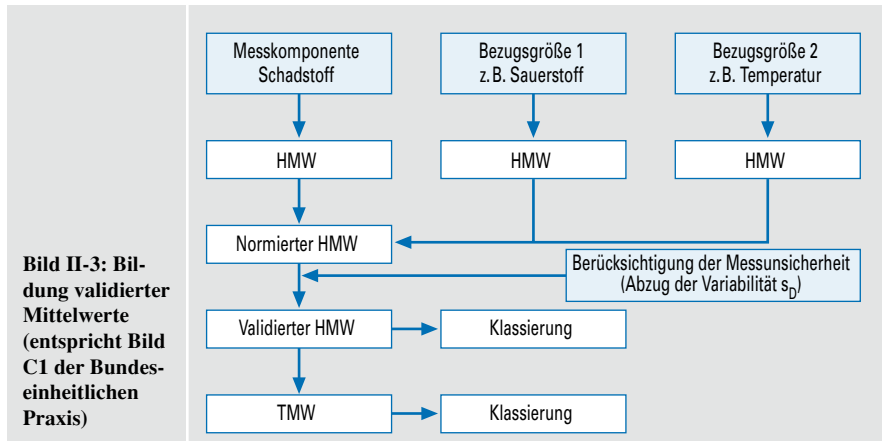 Messkomponente
Schadstoff
Bezugsgröße 1
z.B. Sauerstoff
Bezugsgröße 2
z.B. Temperatur
HMW
HMW
HMW
Normierter HMW
Berücksichtigung der Messunsicherheit
(Abzug der Variabilität s_D)
Validierter HMW
Klassierung
TMW
Klassierung
Bild II-3: Bil-
dung validierter
Mittelwerte
(entspricht Bild
C1 der Bundes-
einheitlichen
Praxis)